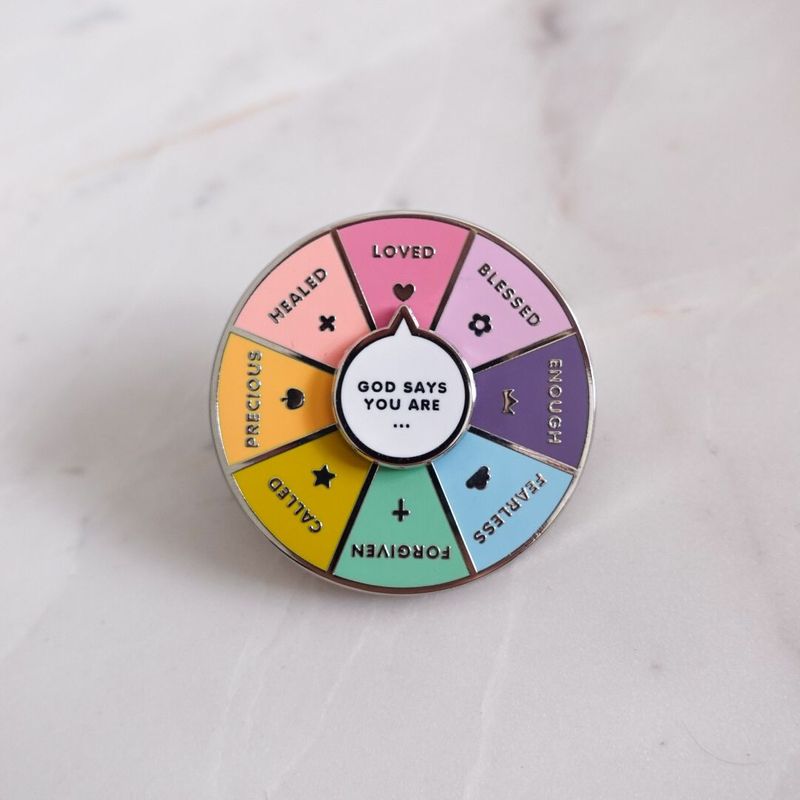 GOD SAYS
YOU ARE
...
LOVED
BLESSED
ENOUGH
FEARLESS
FORGIVEN
CALLED
PRECIOUS
HEALED